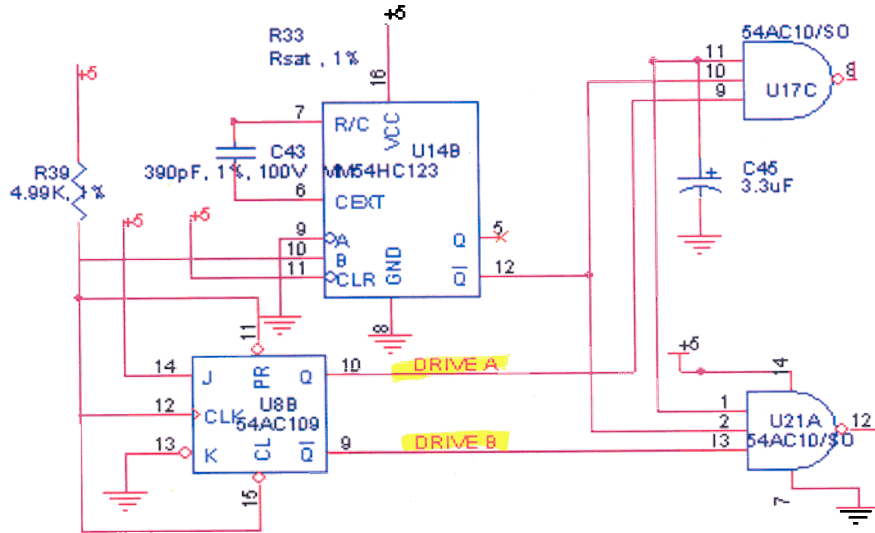 +5
54AC10/SO
R33
Rsat , 1%
+5
16
11
10
9
8
U17C
7
R/C
VCC
U14B
C43
390pF, 1%, 100V
MM54HC123
R39
4.99K, 1%
6
CEXT
C45
3.3uF
+
+5
+5
9
A
10
B
11
CLR
GND
Q
5
Q
12
8
11
+5
14
14
J
PR
Q
10
DRIVE A
12
CLK
U8B
54AC109
1
2
13
U21A
54AC10/SO
12
13
K
CL
Q
9
DRIVE B
15
7